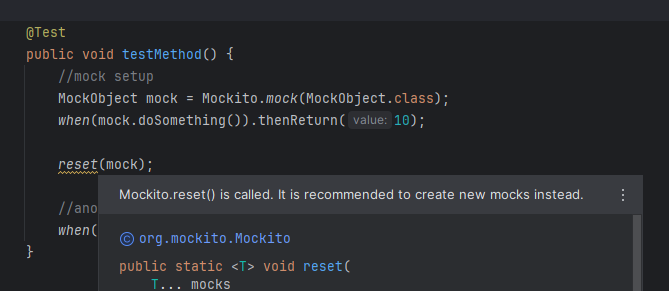 @Test
public void testMethod() {
//mock setup
MockObject mock = Mockito.mock(MockObject.class);
when(mock.doSomething()).thenReturn( value: 10);
reset(mock);
Mockito.reset() is called. It is recommended to create new mocks instead.
//ano
when(
org.mockito.Mockito
public static <T> void reset(
T... mocks
}